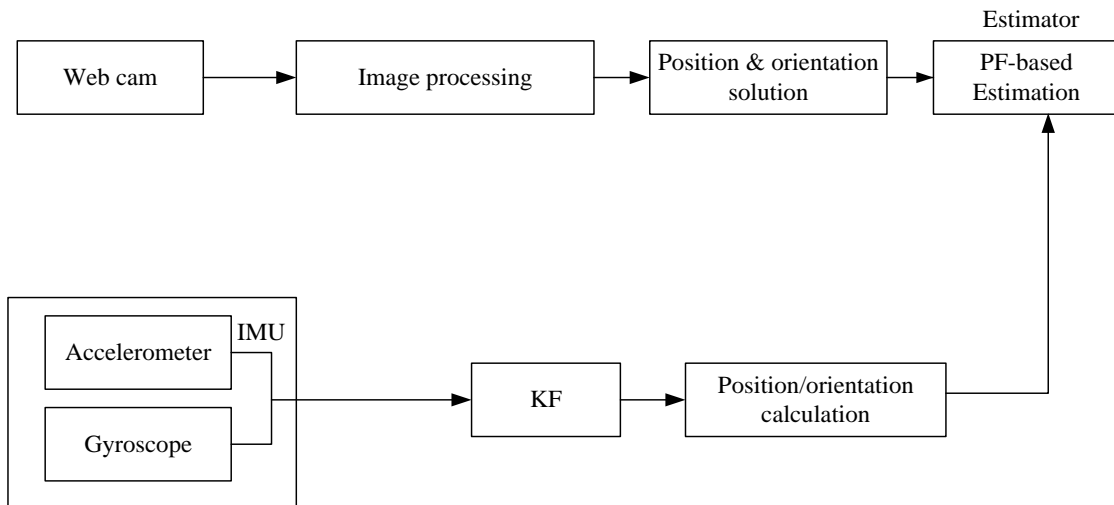 Estimator
Web cam
Image processing
Position & orientation
solution
PF-based
Estimation
IMU
Accelerometer
Gyroscope
KF
Position/orientation
calculation